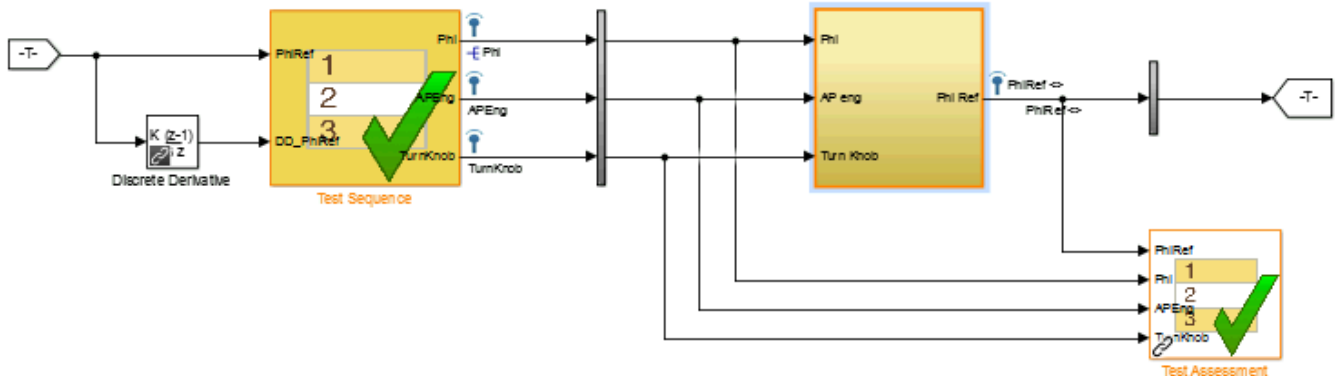 -T-
PhiRef
DD_PhiRef
1
2
3
Phi
APEng
TurnKnob
Test Sequence
K (z-1)
z
Discrete Derivative
Phi
APEng
TurnKnob
Phi
AP eng
Turn Knob
Phi Ref
PhiRef <>
PhiRef<>
-T-
PhiRef
Phi
APEng
TurnKnob
1
2
3
Test Assessment